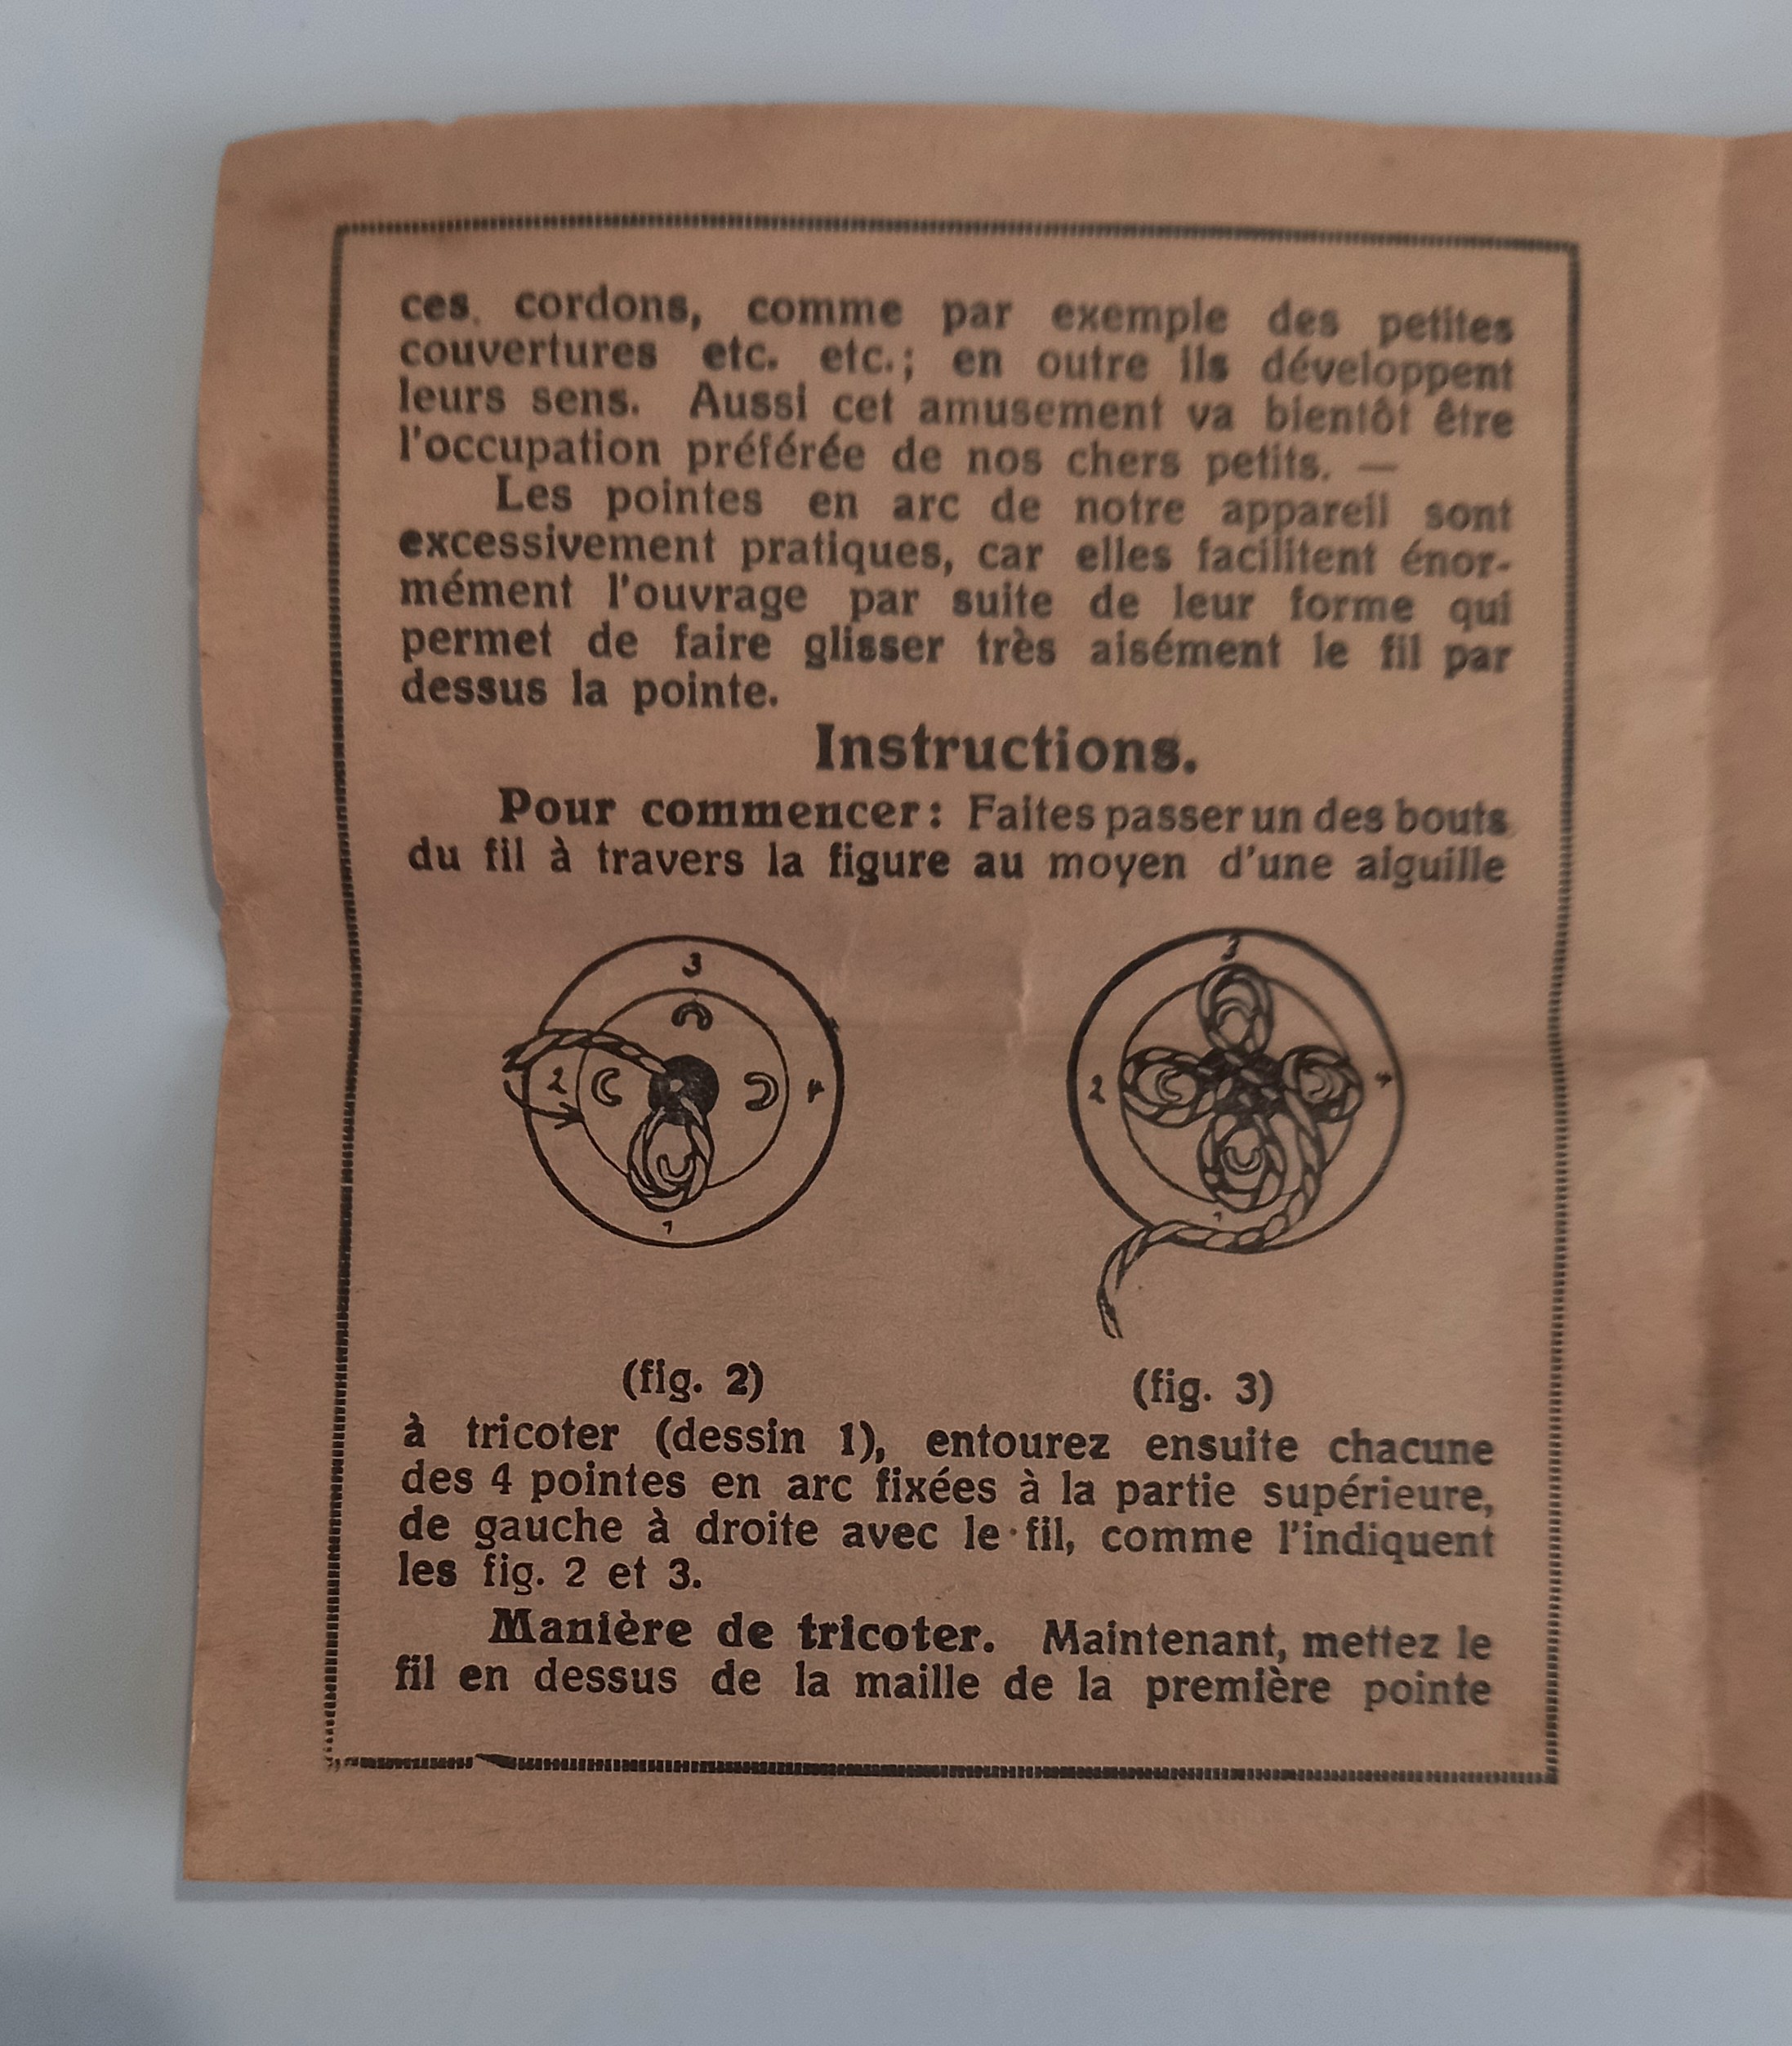 ces cordons, comme par exemple des petites
couvertures etc. etc.; en outre ils développent
leurs sens. Aussi cet amusement va bientôt être
l'occupation préférée de nos chers petits. —
Les pointes en arc de notre appareil sont
excessivement pratiques, car elles facilitent énor-
mément l'ouvrage par suite de leur forme qui
permet de faire glisser très aisément le fil par
dessus la pointe.
Instructions.
Pour commencer: Faites passer un des bouts
du fil à travers la figure au moyen d'une aiguille
3
2
4
1
3
2
4
1
(fig. 2)
(fig. 3)
à tricoter (dessin 1), entourez ensuite chacune
des 4 pointes en arc fixées à la partie supérieure,
de gauche à droite avec le fil, comme l'indiquent
les fig. 2 et 3.
Manière de tricoter. Maintenant, mettez le
fil en dessus de la maille de la première pointe